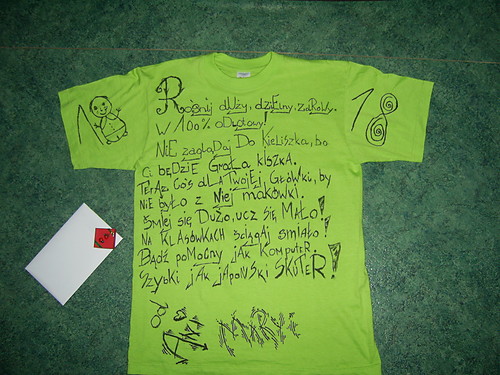 18
Rośnij duży, dzielny, zdrowy.
W 100% odlotowy!
Nie zaglądaj do kieliszka, bo
Ci będzie grała kiszka.
Teraz coś dla Twojej, główki, by
nie było z niej makówki.
Śmiej się dużo, ucz się mało!
Na klasówkach ściągaj śmiało!
Bądź pomocny jak komputer.
Szybki jak japoński skuter!